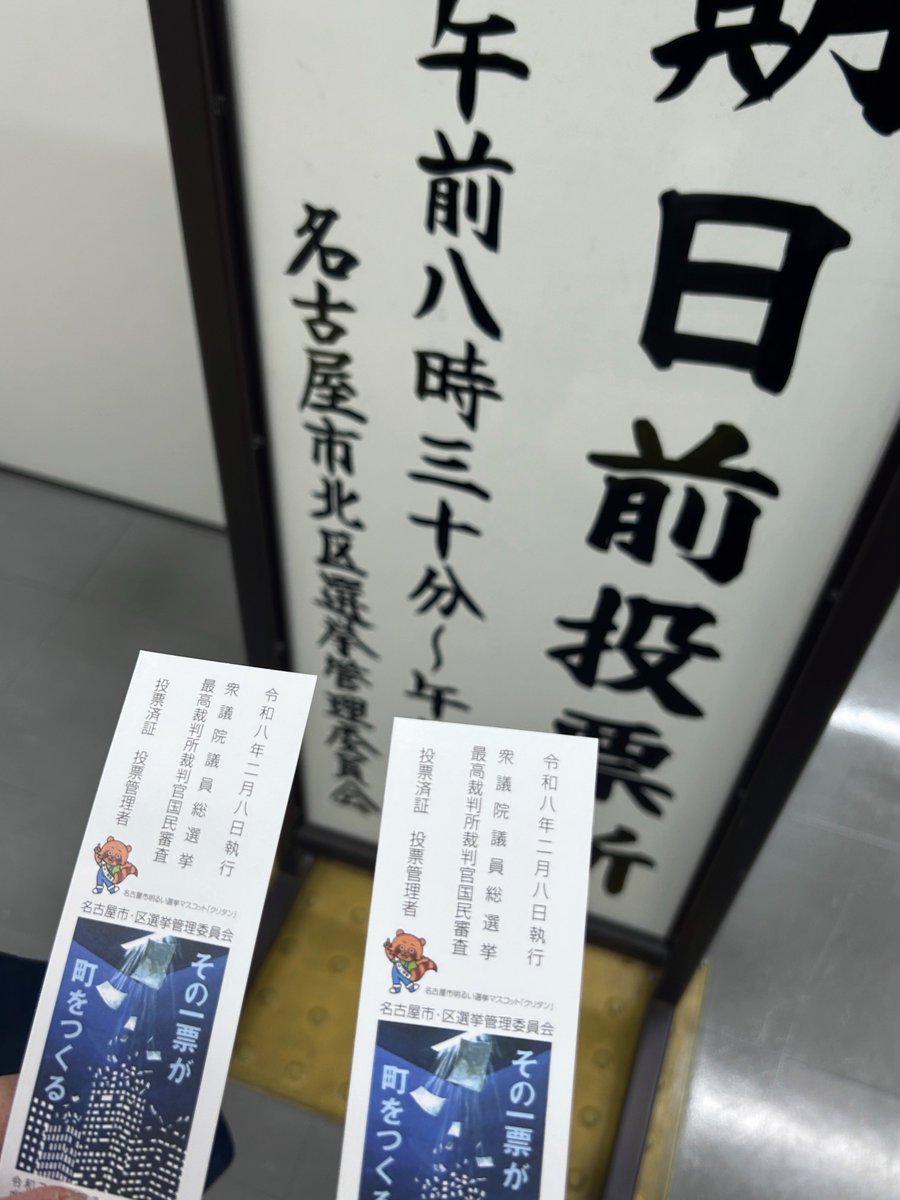 期日前投票所
午前八時三十分〜午
名古屋市北区選挙管理委員会
令和八年二月八日執行
衆議院議員総選挙
最高裁判所裁判官国民審査
投票済証 投票管理者
名古屋市明るい選挙マスコット「クリタン」
名古屋市・区選挙管理委員会
その一票が
町をつくる
令和八年二月八日執行
衆議院議員総選挙
最高裁判所裁判官国民審査
投票済証 投票管理者
名古屋市明るい選挙マスコット「クリタン」
名古屋市・区選挙管理委員会
その一票が
町をつくる